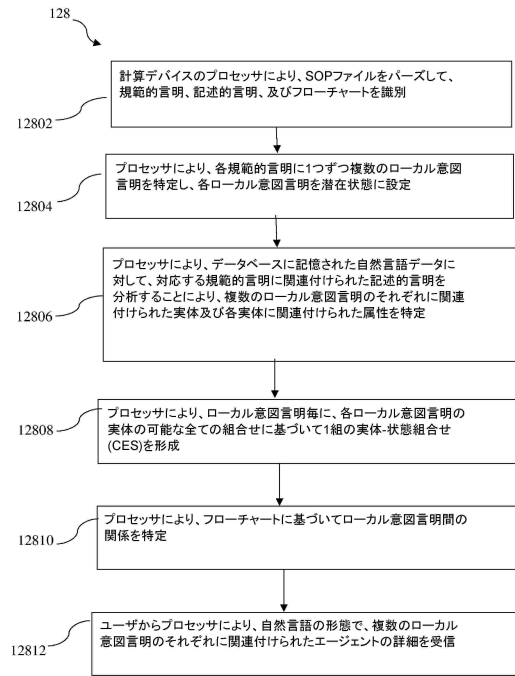 128
計算デバイスのプロセッサにより、SOPファイルをパーズして、
規範的言明、記述的言明、及びフローチャートを識別
12802
プロセッサにより、各規範的言明に1つずつ複数のローカル意図
言明を特定し、各ローカル意図言明を潜在状態に設定
12804
プロセッサにより、データベースに記憶された自然言語データに
対して、対応する規範的言明に関連付けられた記述的言明を
分析することにより、複数のローカル意図言明のそれぞれに関連
付けられた実体及び各実体に関連付けられた属性を特定
12806
プロセッサにより、ローカル意図言明毎に、各ローカル意図言明の
実体の可能な全ての組合せに基づいて1組の実体-状態組合せ
(CES)を形成
12808
プロセッサにより、フローチャートに基づいてローカル意図言明間の
関係を特定
12810
ユーザからプロセッサにより、自然言語の形態で、複数のローカル
意図言明のそれぞれに関連付けられたエージェントの詳細を受信
12812